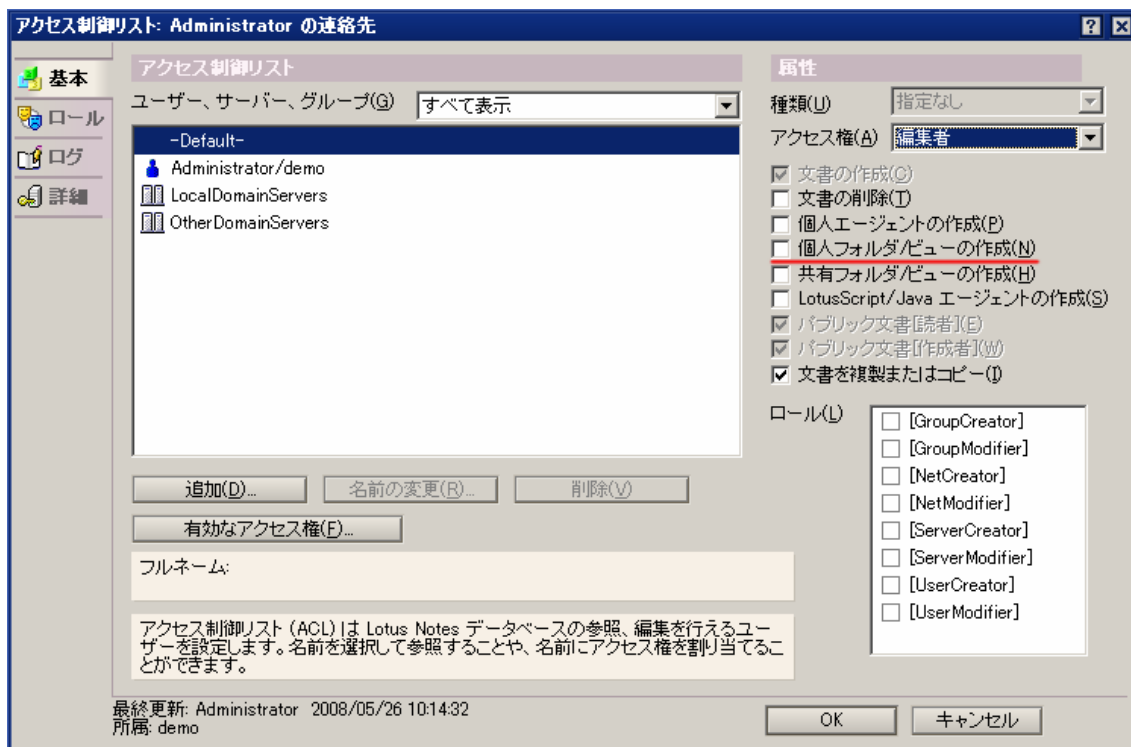 アクセス制御リスト: Administrator の連絡先
基本
ロール
ログ
詳細
アクセス制御リスト
ユーザー、サーバー、グループ(G) すべて表示
-Default-
Administrator/demo
LocalDomainServers
OtherDomainServers
追加(D)... 名前の変更(R)... 削除(V)
有効なアクセス権(F)...
フルネーム:
アクセス制御リスト (ACL) は Lotus Notes データベースの参照、編集を行えるユー
ザーを設定します。名前を選択して参照することや、名前にアクセス権を割り当てるこ
とができます。
属性
種類(U) 指定なし
アクセス権(A) 編集者
文書の作成(C)
文書の削除(T)
個人エージェントの作成(P)
個人フォルダ/ビューの作成(N)
共有フォルダ/ビューの作成(H)
LotusScript/Java エージェントの作成(S)
パブリック文書[読者](E)
パブリック文書[作成者](W)
文書を複製またはコピー(I)
ロール(L)
[GroupCreator]
[GroupModifier]
[NetCreator]
[NetModifier]
[ServerCreator]
[ServerModifier]
[UserCreator]
[UserModifier]
最終更新: Administrator 2008/05/26 10:14:32
所属: demo
OK キャンセル